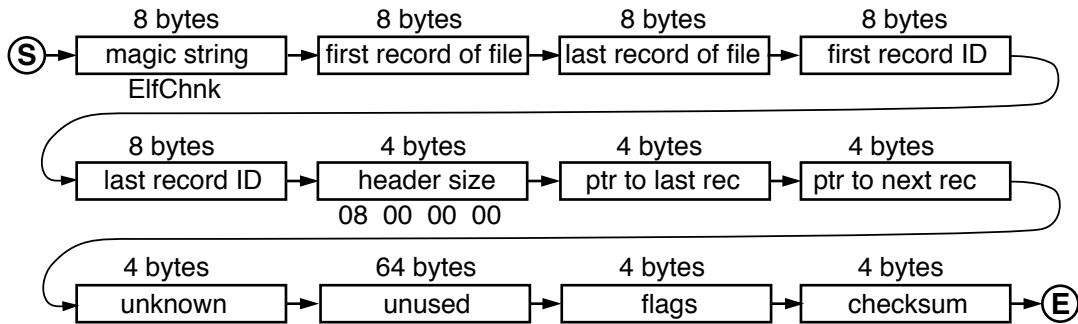 8 bytes 8 bytes 8 bytes 8 bytes
S magic string first record of file last record of file first record ID
ElfChnk
8 bytes 4 bytes 4 bytes 4 bytes
last record ID header size ptr to last rec ptr to next rec
08 00 00 00
4 bytes 64 bytes 4 bytes 4 bytes
unknown unused flags checksum E